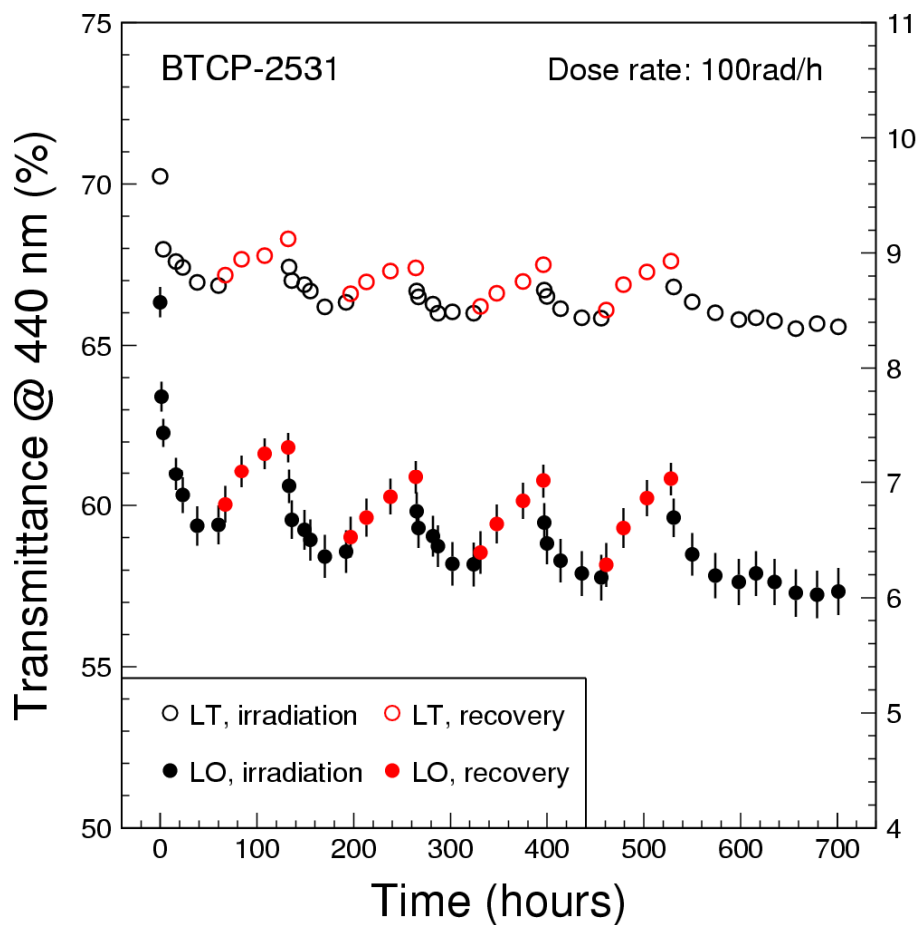 BTCP-2531
Dose rate: 100rad/h
Transmittance @ 440 nm (%)
75
70
65
60
55
50
11
10
9
8
7
6
5
4
LT, irradiation
LT, recovery
LO, irradiation
LO, recovery
0 100 200 300 400 500 600 700
Time (hours)